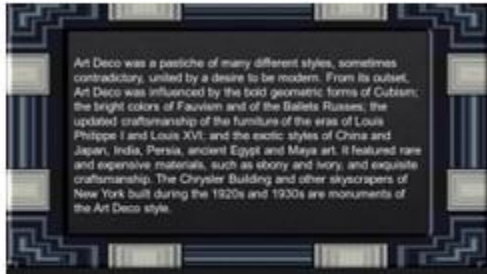 Art Deco was a pastiche of many different styles, sometimes
contradictory, united by a desire to be modern. From its outset,
Art Deco was influenced by the bold geometric forms of Cubism;
the bright colors of Fauvism and of the Ballets Russes; the
updated craftsmanship of the furniture of the eras of Louis
Philippe I and Louis XVI; and the exotic styles of China and
Japan, India, Persia, ancient Egypt and Maya art. It featured rare
and expensive materials, such as ebony and ivory, and exquisite
craftsmanship. The Chrysler Building and other skyscrapers of
New York built during the 1920s and 1930s are monuments of
the Art Deco style.